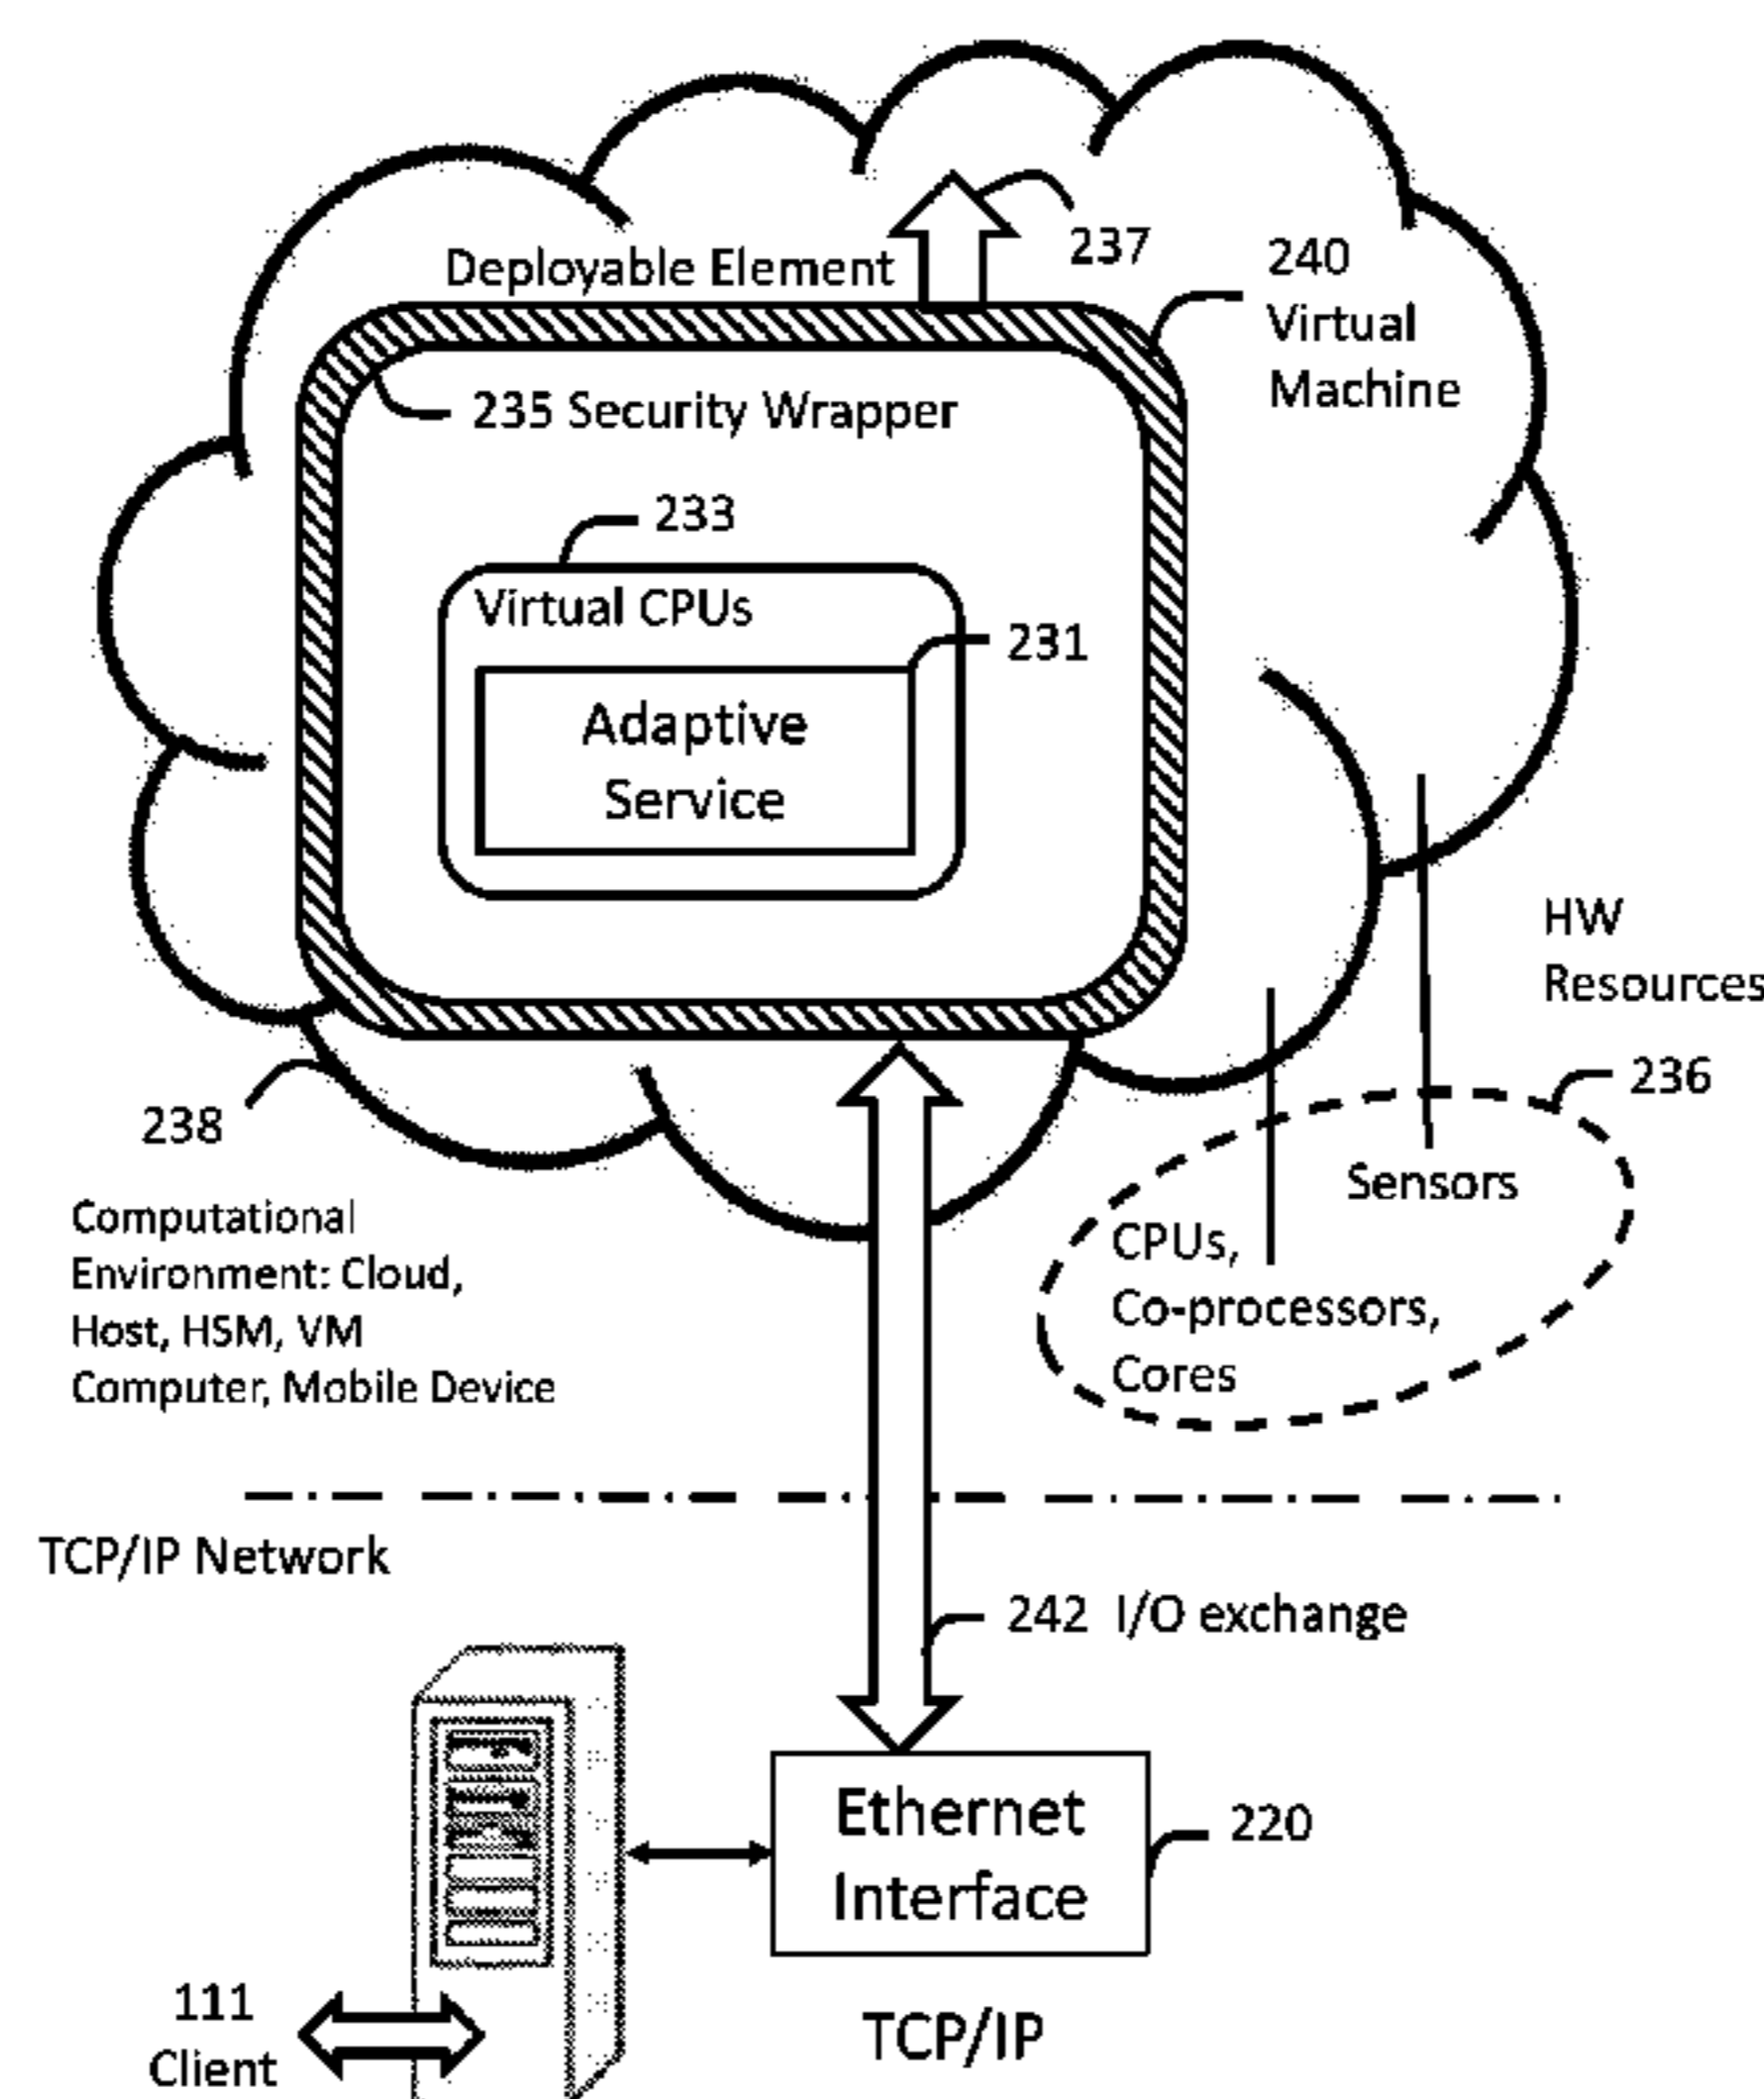 237
Deployable Element
240
Virtual
Machine
235 Security Wrapper
233
Virtual CPUs
231
Adaptive
Service
HW
Resources
236
238
Sensors
Computational
Environment: Cloud,
Host, HSM, VM
Computer, Mobile Device
CPUs,
Co-processors,
Cores
TCP/IP Network
242 I/O exchange
Ethernet
Interface
220
111
Client
TCP/IP